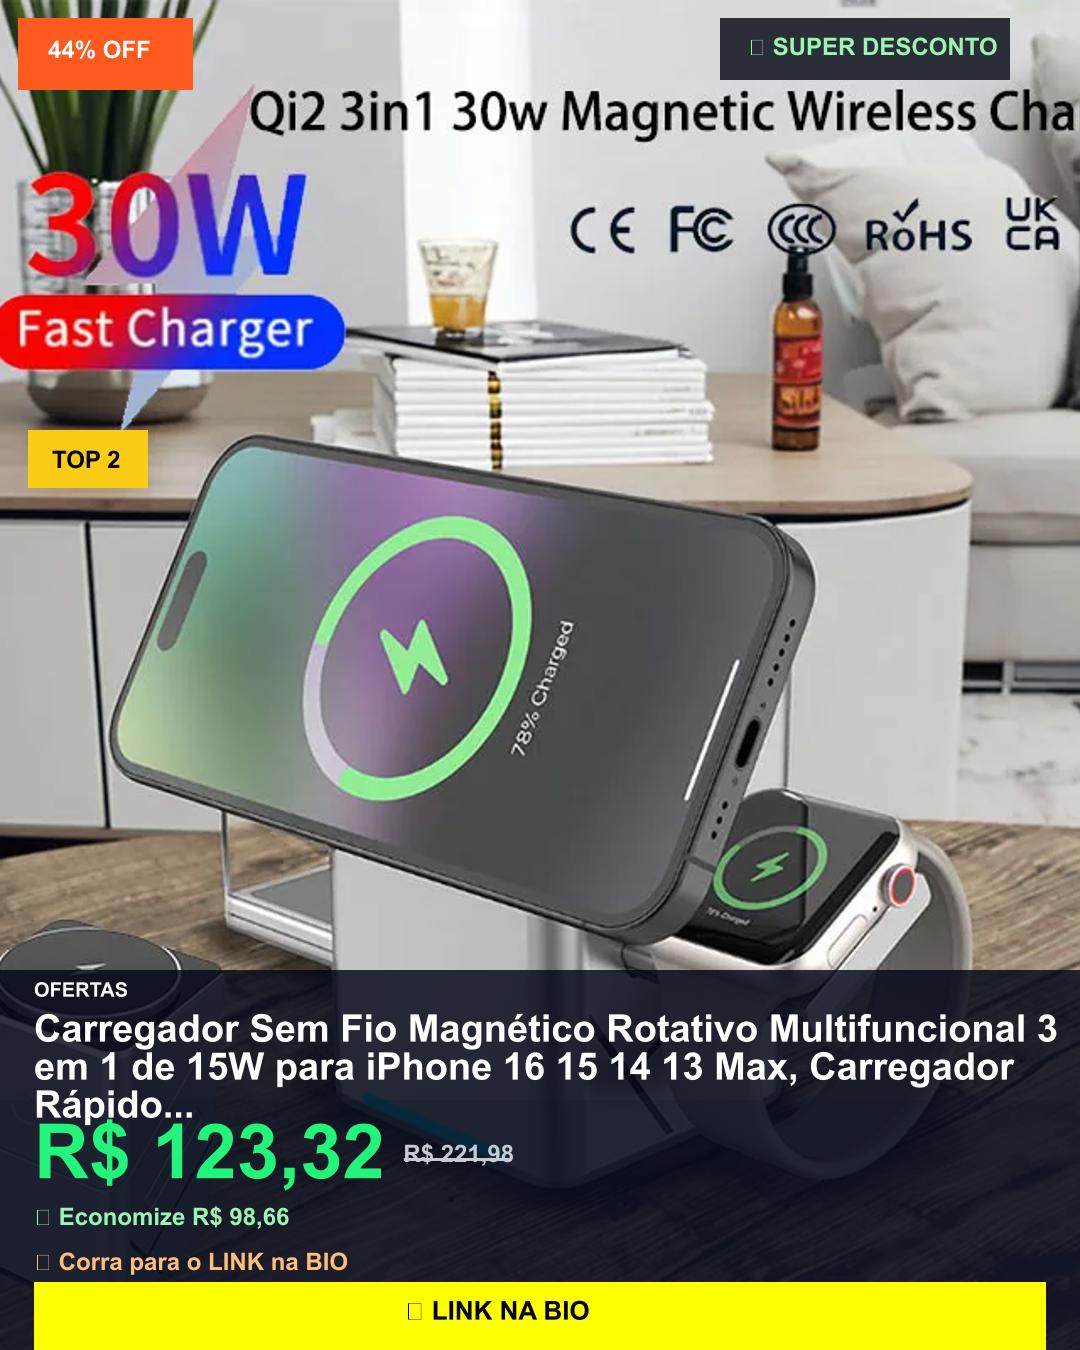 44% OFF
SUPER DESCONTO
Qi2 3in1 30w Magnetic Wireless Cha
30W
Fast Charger
CE FC CCC RoHS UK CA
TOP 2
78% Charged
78% Charged
OFERTAS
Carregador Sem Fio Magnético Rotativo Multifuncional 3
em 1 de 15W para iPhone 16 15 14 13 Max, Carregador
Rápido...
R$ 123,32 R$ 221,98
Economize R$ 98,66
Corra para o LINK na BIO
LINK NA BIO